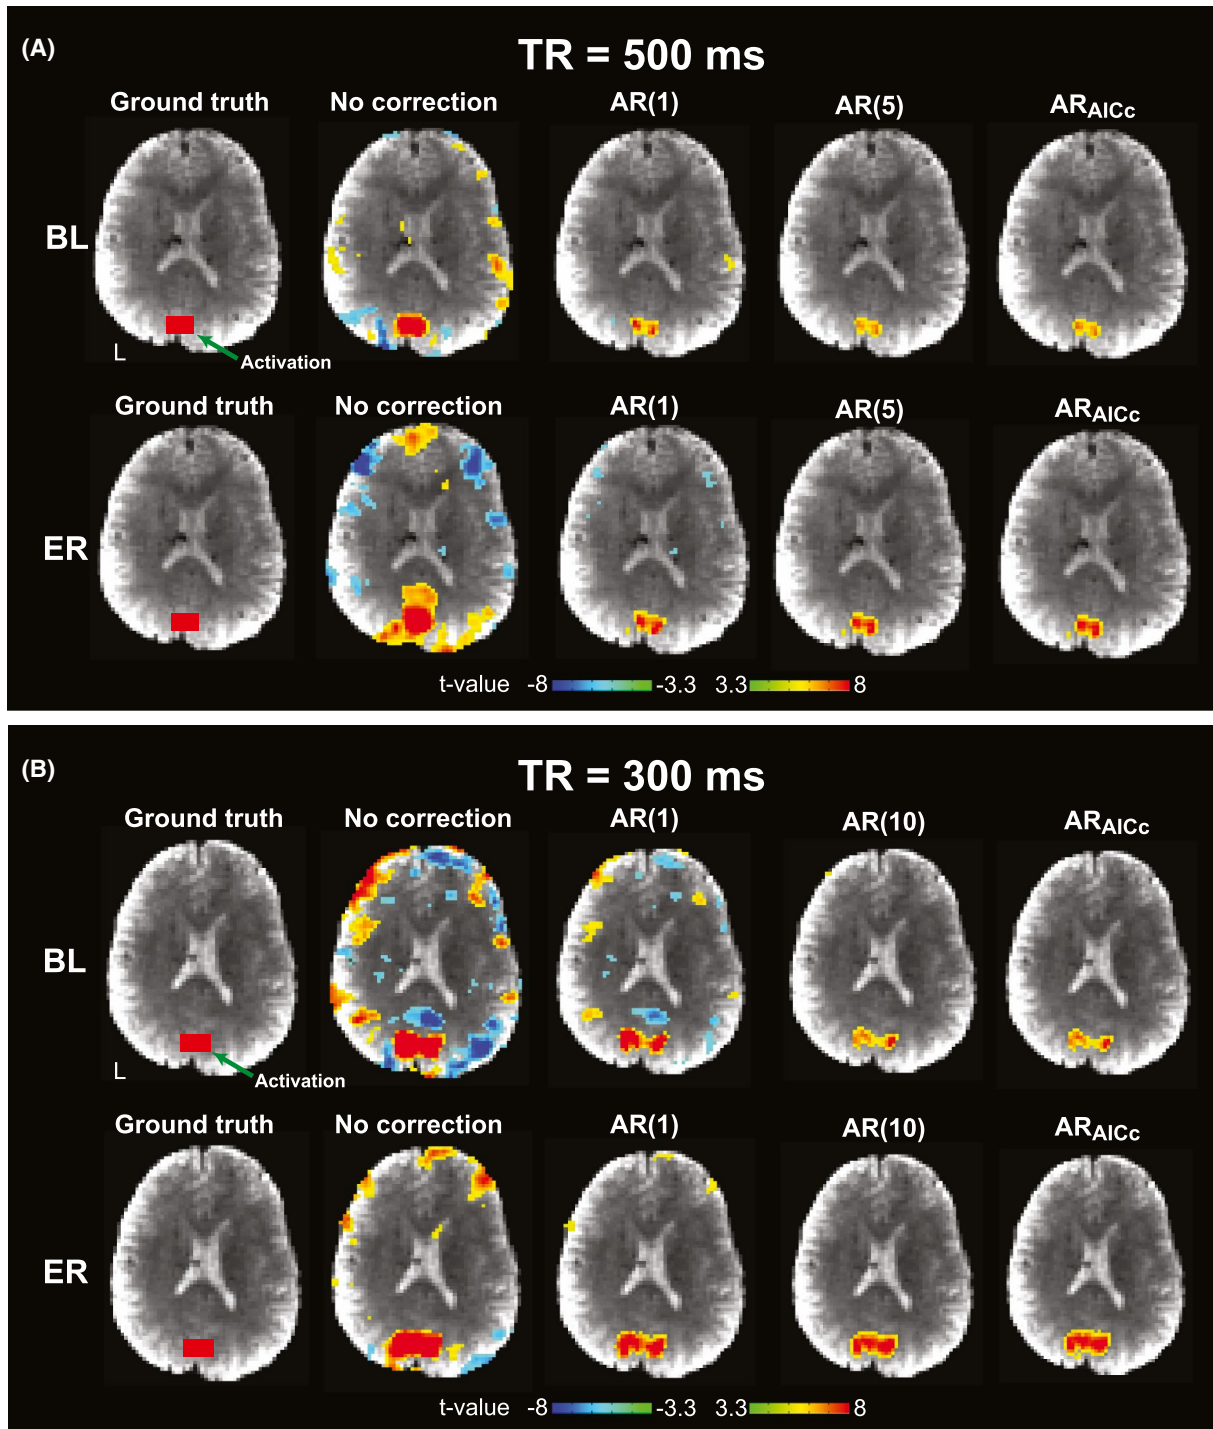 (A)
TR = 500 ms
Ground truth No correction AR(1) AR(5) ARAICc
BL
L
Activation
Ground truth No correction AR(1) AR(5) ARAICc
ER
t-value -8 -3.3 3.3 8
(B)
TR = 300 ms
Ground truth No correction AR(1) AR(10) ARAICc
BL
L
Activation
Ground truth No correction AR(1) AR(10) ARAICc
ER
t-value -8 -3.3 3.3 8